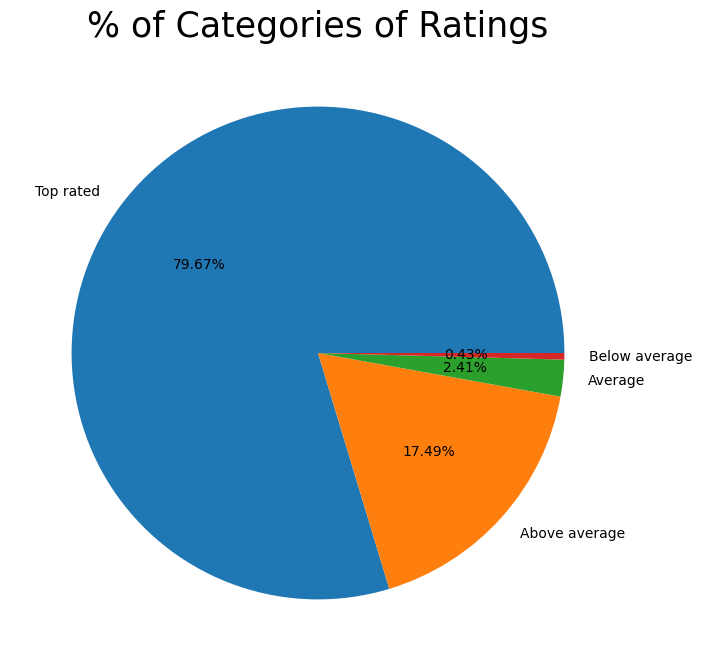 % of Categories of Ratings
Top rated
79.67%
0.43%
Below average
2.41%
Average
17.49%
Above average